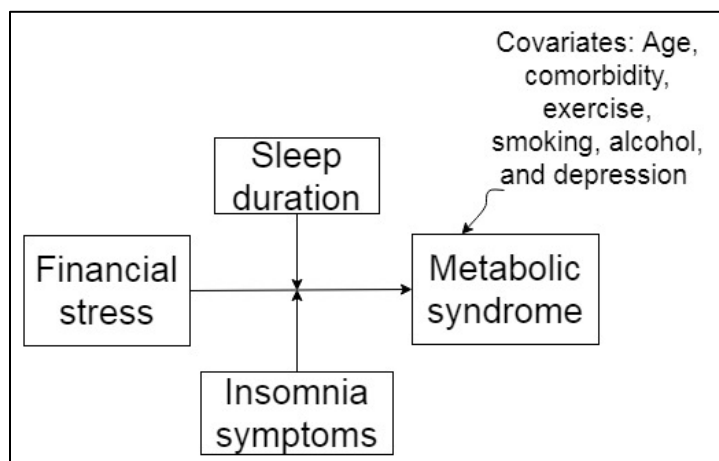 Covariates: Age,
comorbidity,
exercise,
smoking, alcohol,
and depression
Sleep
duration
Financial
stress
Metabolic
syndrome
Insomnia
symptoms